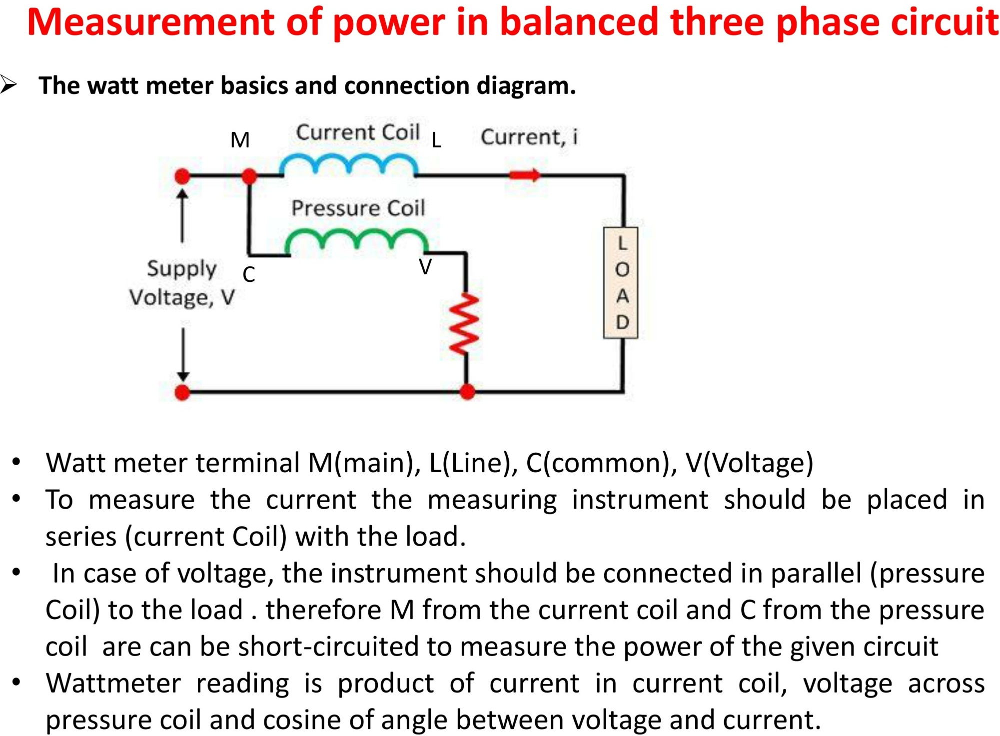 Measurement of power in balanced three phase circuit
➢ The watt meter basics and connection diagram.
M
Current Coil
L
Current, i
Pressure Coil
Supply
Voltage, V
C
V
L
O
A
D
• Watt meter terminal M(main), L(Line), C(common), V(Voltage)
• To measure the current the measuring instrument should be placed in
series (current Coil) with the load.
• In case of voltage, the instrument should be connected in parallel (pressure
Coil) to the load . therefore M from the current coil and C from the pressure
coil are can be short-circuited to measure the power of the given circuit
• Wattmeter reading is product of current in current coil, voltage across
pressure coil and cosine of angle between voltage and current.